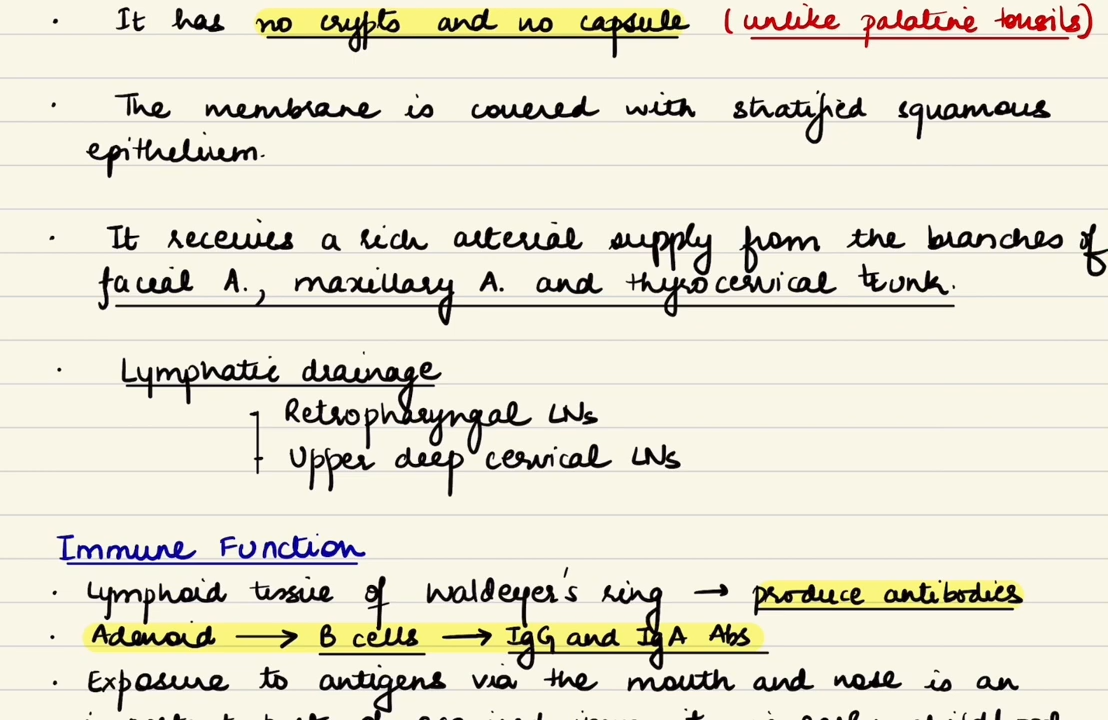 · It has no crypts and no capsule (unlike palatine tonsils)
· The membrane is covered with stratified squamous
epithelium.
· It receives a rich arterial supply from the branches of
facial A., maxillary A. and thyrocervical trunk.
· Lymphatic drainage
Retropharyngal LNs
Upper deep cervical LNs
Immune Function
· Lymphoid tissue of Waldeyer's ring → produce antibodies
· Adenoid → B cells → IgG and IgA Abs
· Exposure to antigens via the mouth and nose is an